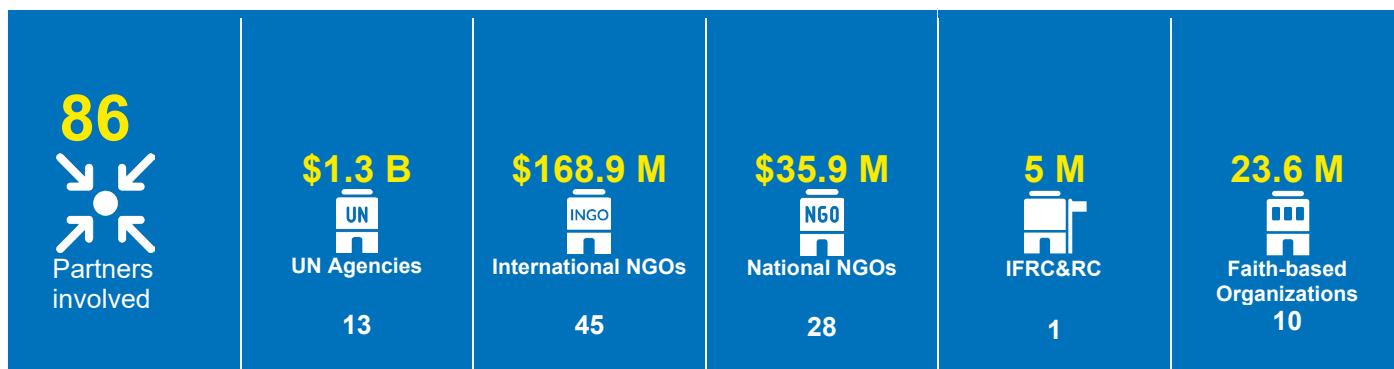 86
Partners
involved
$1.3 B
UN
UN Agencies
13
$168.9 M
INGO
International NGOs
45
$35.9 M
NGO
National NGOs
28
5 M
IFRC&RC
1
23.6 M
Faith-based
Organizations
10